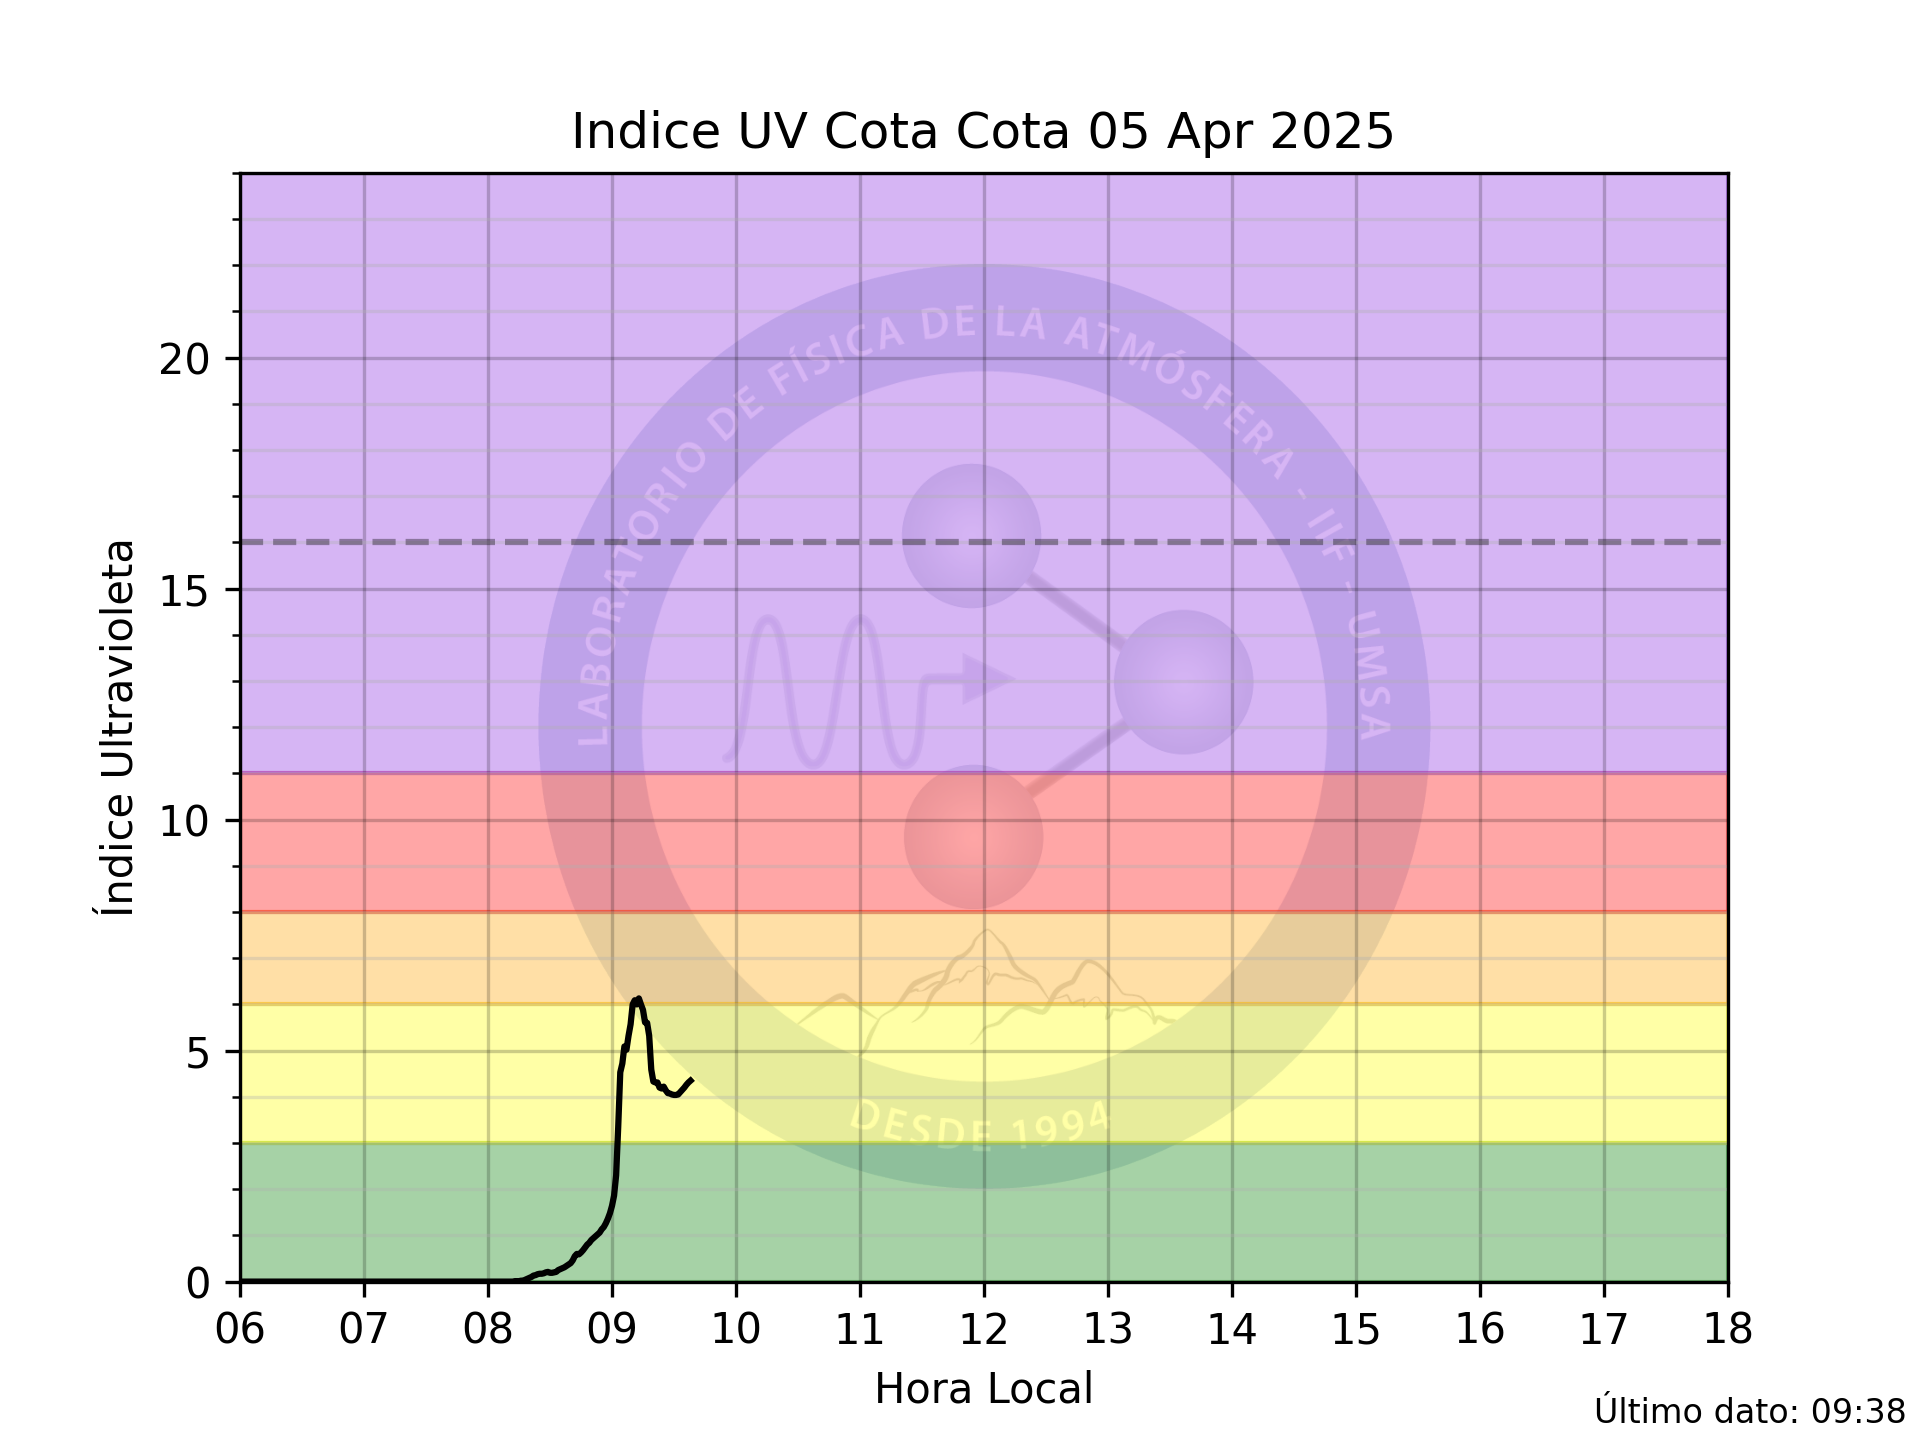 Indice UV Cota Cota 05 Apr 2025
LABORATORIO DE FÍSICA DE LA ATMÓSFERA - IIF - UMSA
DESDE 1994
Índice Ultravioleta
20
15
10
5
0
06 07 08 09 10 11 12 13 14 15 16 17 18
Hora Local
Último dato: 09:38